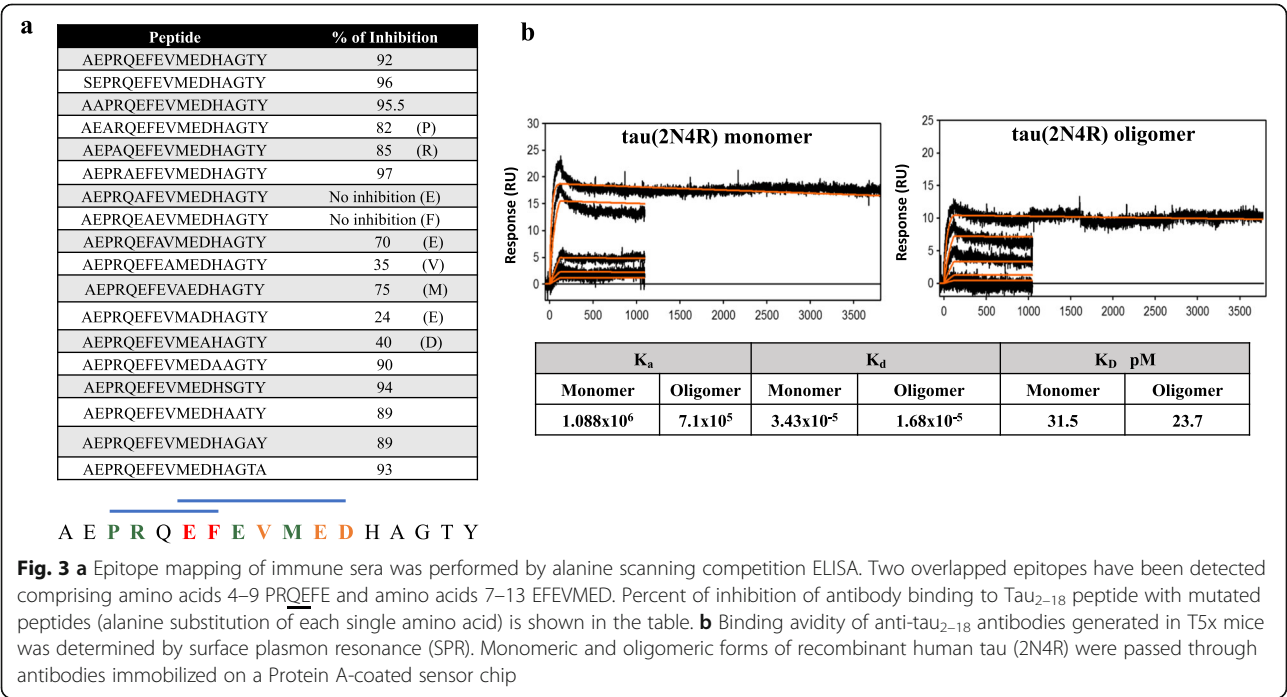 a
Peptide % of Inhibition
AEPRQEFEVMEDHAGTY 92
SEPRQEFEVMEDHAGTY 96
AAPRQEFEVMEDHAGTY 95.5
AEARQEFEVMEDHAGTY 82 (P)
AEPAQEFEVMEDHAGTY 85 (R)
AEPRAEFEVMEDHAGTY 97
AEPRQAFEVMEDHAGTY No inhibition (E)
AEPRQEAEVMEDHAGTY No inhibition (F)
AEPRQEFAVMEDHAGTY 70 (E)
AEPRQEFEAMEDHAGTY 35 (V)
AEPRQEFEVAEDHAGTY 75 (M)
AEPRQEFEVMADHAGTY 24 (E)
AEPRQEFEVMEAHAGTY 40 (D)
AEPRQEFEVMEDAAGTY 90
AEPRQEFEVMEDHSGTY 94
AEPRQEFEVMEDHAATY 89
AEPRQEFEVMEDHAGAY 89
AEPRQEFEVMEDHAGTA 93
A E P R Q E F E V M E D H A G T Y
b
tau(2N4R) monomer
Response (RU)
30
25
20
15
10
5
0
0 500 1000 1500 2000 2500 3000 3500
tau(2N4R) oligomer
Response (RU)
25
20
15
10
5
0
0 500 1000 1500 2000 2500 3000 3500
Ka Kd KD pM
Monomer Oligomer Monomer Oligomer Monomer Oligomer
1.088x10⁶ 7.1x10⁵ 3.43x10⁻⁵ 1.68x10⁻⁵ 31.5 23.7
Fig. 3 a Epitope mapping of immune sera was performed by alanine scanning competition ELISA. Two overlapped epitopes have been detected
comprising amino acids 4–9 PRQEFE and amino acids 7–13 EFEVMED. Percent of inhibition of antibody binding to Tau₂₋₁₈ peptide with mutated
peptides (alanine substitution of each single amino acid) is shown in the table. b Binding avidity of anti-tau₂₋₁₈ antibodies generated in T5x mice
was determined by surface plasmon resonance (SPR). Monomeric and oligomeric forms of recombinant human tau (2N4R) were passed through
antibodies immobilized on a Protein A-coated sensor chip